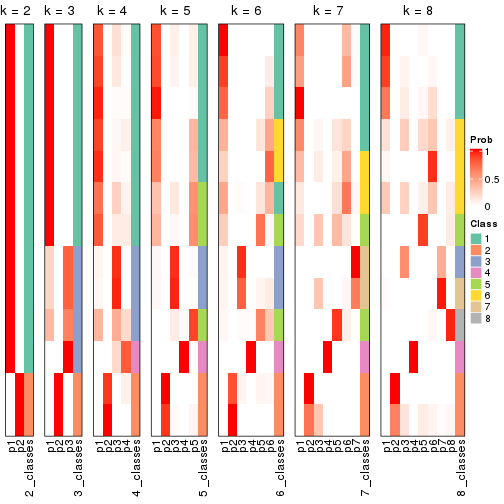 k = 2 k = 3 k = 4 k = 5 k = 6 k = 7 k = 8
Prob
1
0.5
0
Class
1
2
3
4
5
6
7
8
p1
p2
2_classes
p1
p2
p3
3_classes
p1
p2
p3
p4
4_classes
p1
p2
p3
p4
p5
5_classes
p1
p2
p3
p4
p5
p6
6_classes
p1
p2
p3
p4
p5
p6
p7
7_classes
p1
p2
p3
p4
p5
p6
p7
p8
8_classes